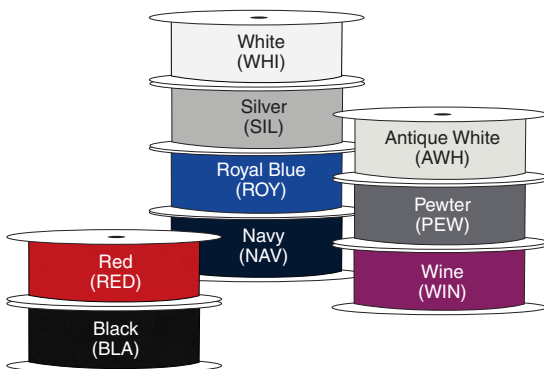 White
(WHI)
Silver
(SIL)
Royal Blue
(ROY)
Navy
(NAV)
Antique White
(AWH)
Pewter
(PEW)
Wine
(WIN)
Red
(RED)
Black
(BLA)